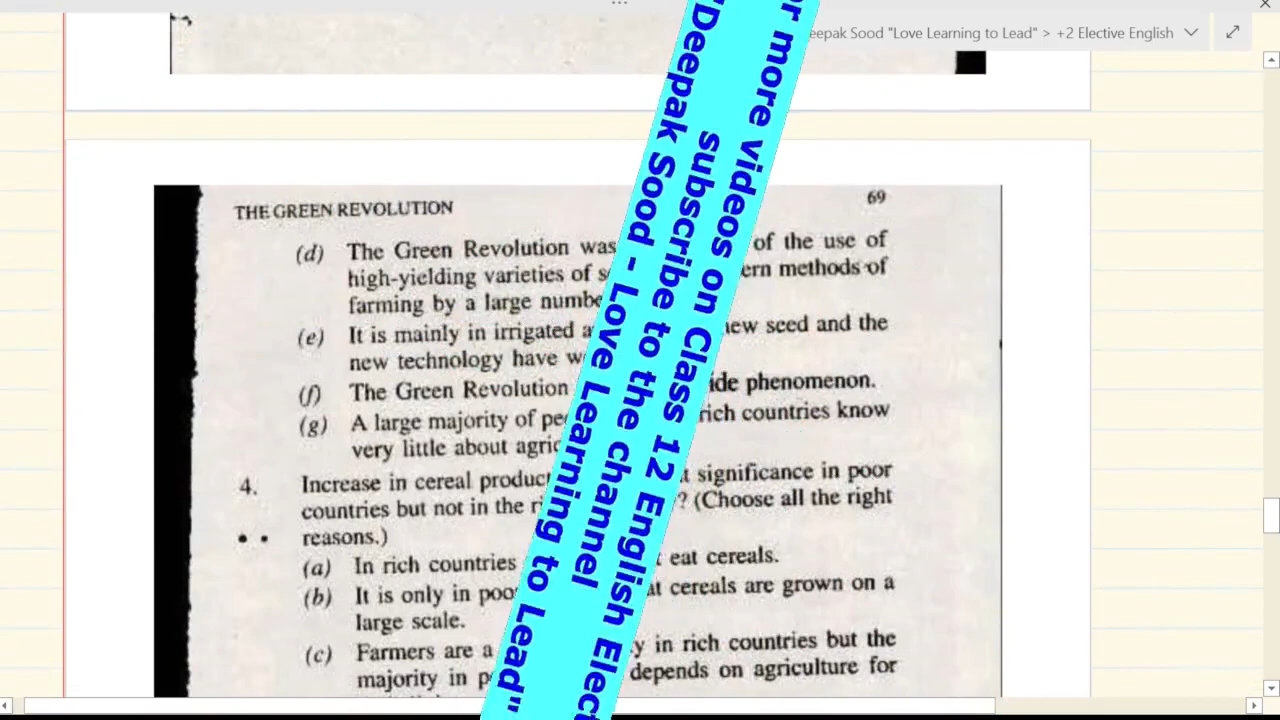 eepak Sood "Love Learning to Lead" > +2 Elective English
or more videos on Class 12 English Elect
subscribe to the channel
"Deepak Sood - Love Learning to Lead"
THE GREEN REVOLUTION 69
(d) The Green Revolution was of the use of
high-yielding varieties of s ern methods of
farming by a large numbe
(e) It is mainly in irrigated a new seed and the
new technology have w
(f) The Green Revolution ide phenomenon.
(g) A large majority of pe rich countries know
very little about agric
4. Increase in cereal product t significance in poor
countries but not in the r ? (Choose all the right
reasons.)
(a) In rich countries eat cereals.
(b) It is only in poo at cereals are grown on a
large scale.
(c) Farmers are a y in rich countries but the
majority in p depends on agriculture for